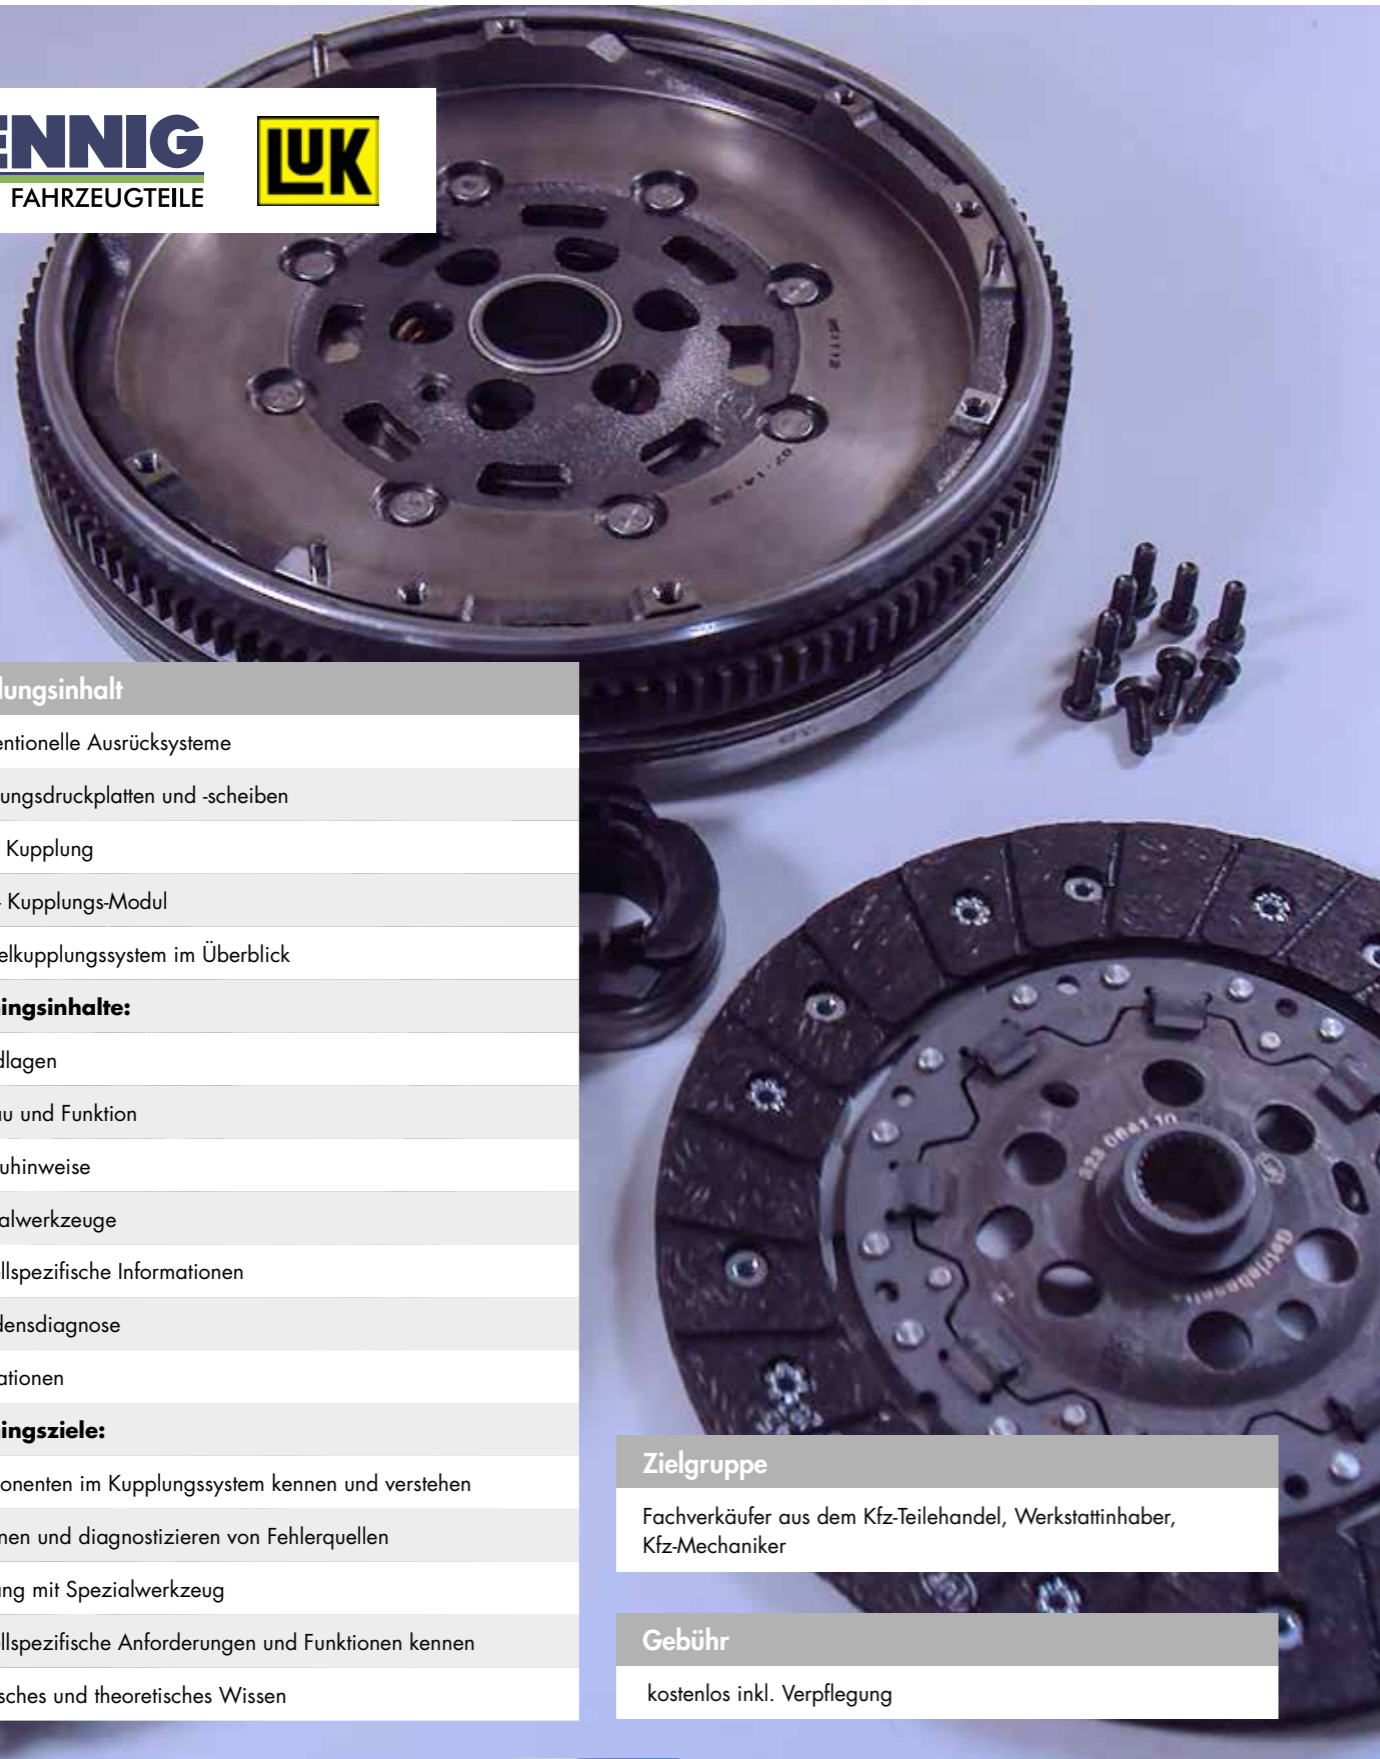 ENNIG
FAHRZEUGTEILE
LUK
lungsinhalt
entionelle Ausrücksysteme
ungsdruckplatten und -scheiben
Kupplung
Kupplungs-Modul
elkupplungssystem im Überblick
ingsinhalte:
dlagen
au und Funktion
uhinweise
alwerkzeuge
llspezifische Informationen
densdiagnose
ationen
ingsziele:
onenten im Kupplungssystem kennen und verstehen
nen und diagnostizieren von Fehlerquellen
ang mit Spezialwerkzeug
llspezifische Anforderungen und Funktionen kennen
sches und theoretisches Wissen
Zielgruppe
Fachverkäufer aus dem Kfz-Teilehandel, Werkstattinhaber,
Kfz-Mechaniker
Gebühr
kostenlos inkl. Verpflegung